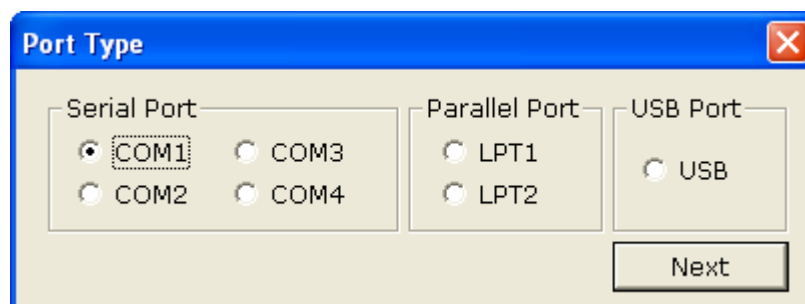 Port Type
Serial Port Parallel Port USB Port
COM1 COM3 LPT1 USB
COM2 COM4 LPT2
Next